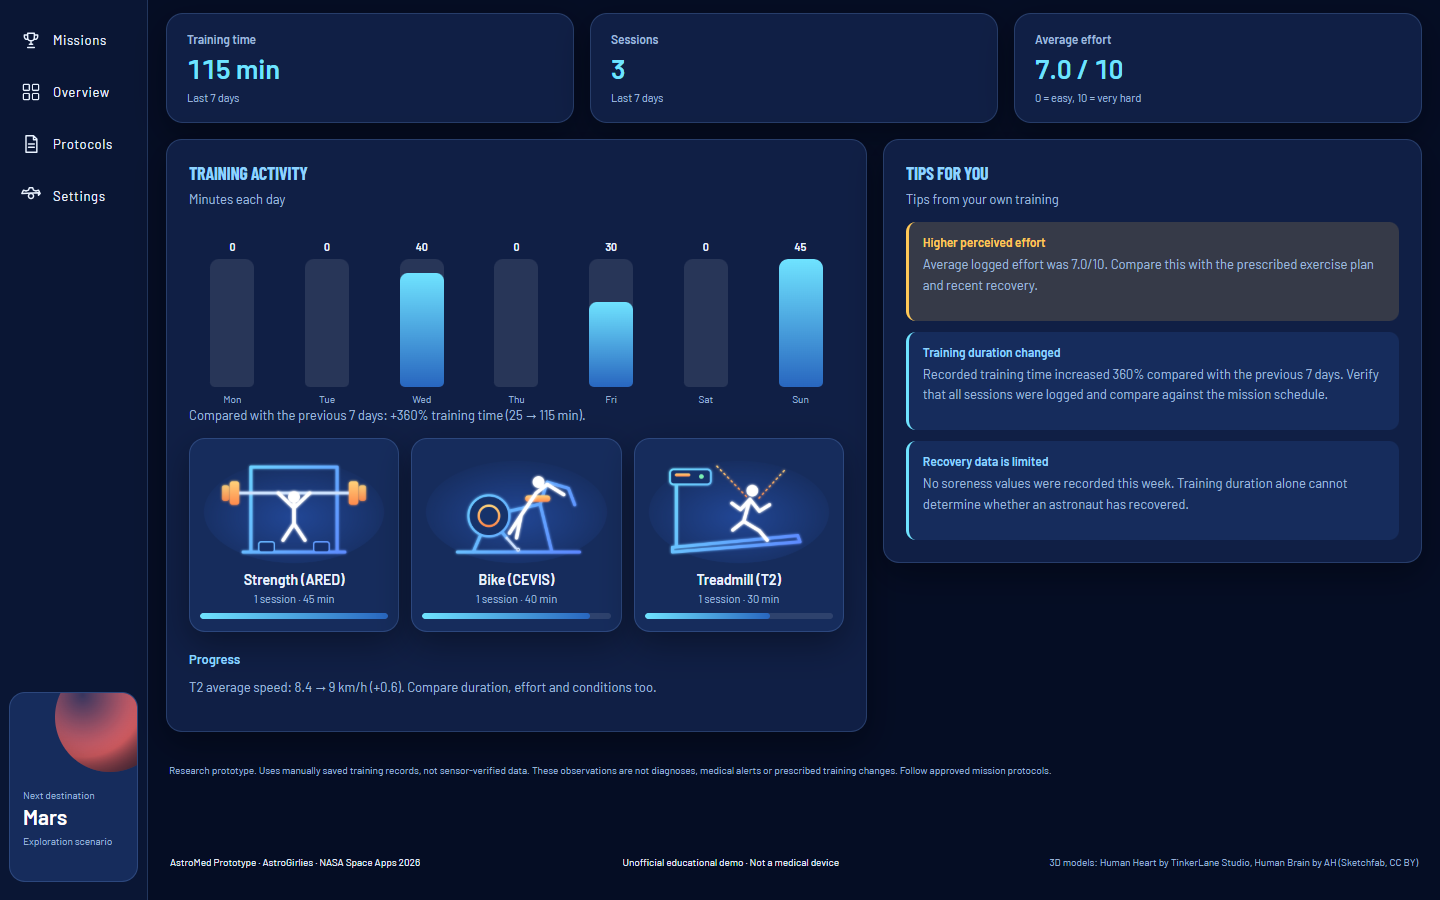 Missions
Overview
Protocols
Settings
Next destination
Mars
Exploration scenario
Training time
115 min
Last 7 days
Sessions
3
Last 7 days
Average effort
7.0 / 10
0 = easy, 10 = very hard
TRAINING ACTIVITY
Minutes each day
0 0 40 0 30 0 45
Mon Tue Wed Thu Fri Sat Sun
Compared with the previous 7 days: +360% training time (25 → 115 min).
Strength (ARED)
1 session · 45 min
Bike (CEVIS)
1 session · 40 min
Treadmill (T2)
1 session · 30 min
Progress
T2 average speed: 8.4 → 9 km/h (+0.6). Compare duration, effort and conditions too.
TIPS FOR YOU
Tips from your own training
Higher perceived effort
Average logged effort was 7.0/10. Compare this with the prescribed exercise plan
and recent recovery.
Training duration changed
Recorded training time increased 360% compared with the previous 7 days. Verify
that all sessions were logged and compare against the mission schedule.
Recovery data is limited
No soreness values were recorded this week. Training duration alone cannot
determine whether an astronaut has recovered.
Research prototype. Uses manually saved training records, not sensor-verified data. These observations are not diagnoses, medical alerts or prescribed training changes. Follow approved mission protocols.
AstroMed Prototype · AstroGirlies · NASA Space Apps 2026
Unofficial educational demo · Not a medical device
3D models: Human Heart by TinkerLane Studio, Human Brain by AH (Sketchfab, CC BY)